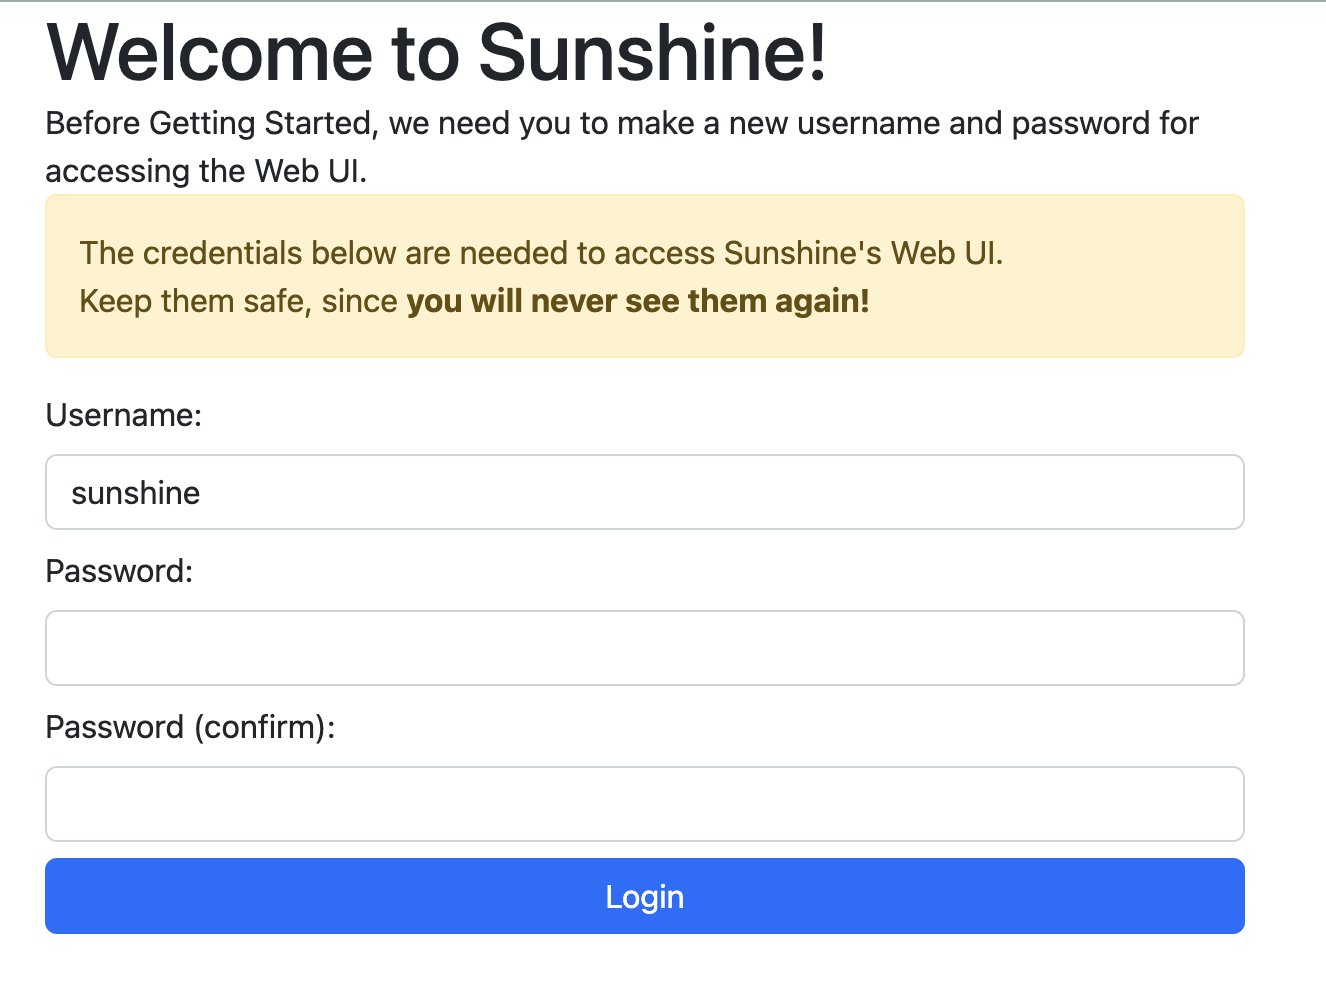 Welcome to Sunshine!
Before Getting Started, we need you to make a new username and password for
accessing the Web UI.
The credentials below are needed to access Sunshine's Web UI.
Keep them safe, since you will never see them again!
Username:
sunshine
Password:
Password (confirm):
Login